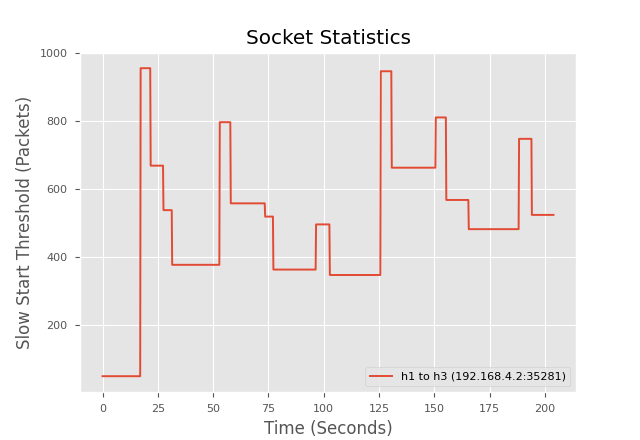 Socket Statistics
1000
800
600
400
200
Slow Start Threshold (Packets)
h1 to h3 (192.168.4.2:35281)
0 25 50 75 100 125 150 175 200
Time (Seconds)